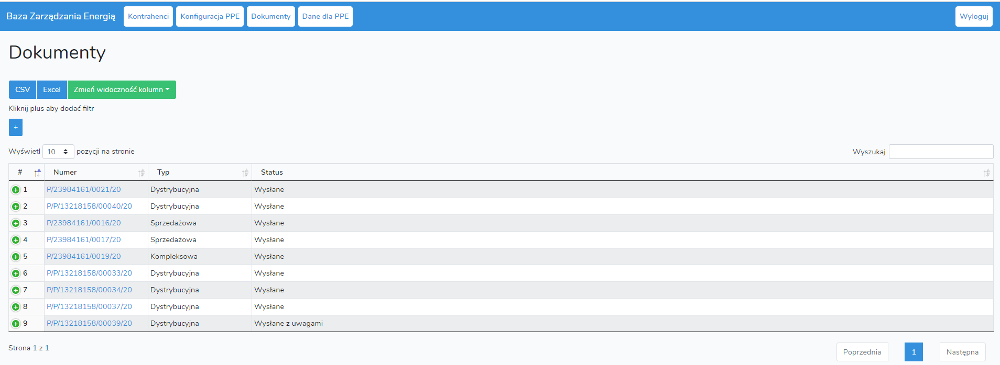 Baza Zarządzania Energią Kontrahenci Konfiguracja PPE Dokumenty Dane dla PPE Wyloguj
Dokumenty
CSV Excel Zmień widoczność kolumn
Kliknij plus aby dodać filtr
+
Wyświetl 10 pozycji na stronie Wyszukaj
# Numer Typ Status
1 P/23984161/0021/20 Dystrybucyjna Wysłane
2 P/P/13218158/00040/20 Dystrybucyjna Wysłane
3 P/23984161/0016/20 Sprzedażowa Wysłane
4 P/23984161/0017/20 Sprzedażowa Wysłane
5 P/23984161/0019/20 Kompleksowa Wysłane
6 P/P/13218158/00033/20 Dystrybucyjna Wysłane
7 P/P/13218158/00034/20 Dystrybucyjna Wysłane
8 P/P/13218158/00037/20 Dystrybucyjna Wysłane
9 P/P/13218158/00039/20 Dystrybucyjna Wysłane z uwagami
Strona 1 z 1 Poprzednia 1 Następna